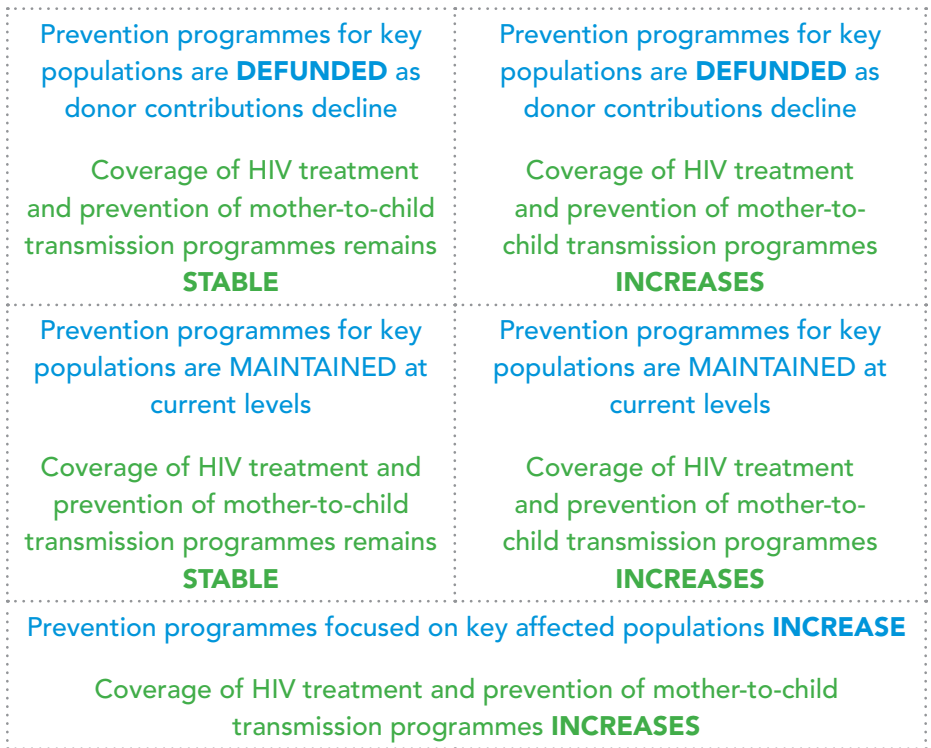 Prevention programmes for key
populations are DEFUNDED as
donor contributions decline
Coverage of HIV treatment
and prevention of mother-to-child
transmission programmes remains
STABLE
Prevention programmes for key
populations are DEFUNDED as
donor contributions decline
Coverage of HIV treatment
and prevention of mother-to-
child transmission programmes
INCREASES
Prevention programmes for key
populations are MAINTAINED at
current levels
Coverage of HIV treatment and
prevention of mother-to-child
transmission programmes remains
STABLE
Prevention programmes for key
populations are MAINTAINED at
current levels
Coverage of HIV treatment
and prevention of mother-to-
child transmission programmes
INCREASES
Prevention programmes focused on key affected populations INCREASE
Coverage of HIV treatment and prevention of mother-to-child
transmission programmes INCREASES